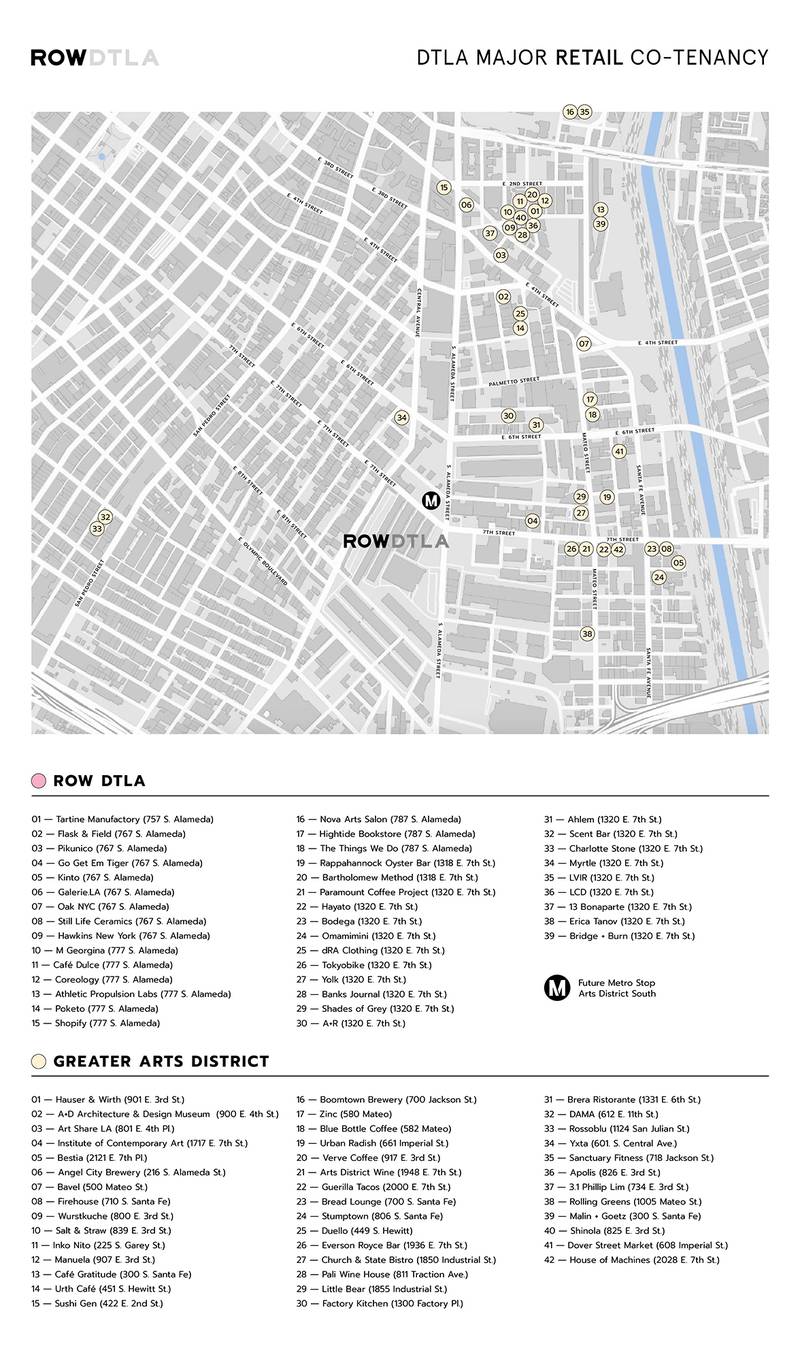 ROWDTLA
DTLA MAJOR RETAIL CO-TENANCY
16 35
15
E. 2ND STREET
E. 3RD STREET
E. 3RD STREET
20
11 12
06
10 01
13
40
E. 4TH STREET
09 36
39
37
28
E. 4TH STREET
03
02
E. 4TH STREET
CENTRAL AVENUE
25
14
E. 6TH STREET
07
E. 4TH STREET
7TH STREET
S. ALAMEDA STREET
E. 6TH STREET
PALMETTO STREET
E. 7TH STREET
17
SAN PEDRO STREET
34
30
18
31
E. 7TH STREET
E. 6TH STREET
E. 6TH STREET
MATEO STREET
41
E. 7TH STREET
E. 8TH STREET
S. ALAMEDA STREET
SANTA FE AVENUE
M
29
19
32
27
33
E. 8TH STREET
04
7TH STREET
7TH STREET
ROWDTLA
26 21 22 42 23 08
E. OLYMPIC BOULEVARD
05
24
SAN PEDRO STREET
MATEO STREET
38
S. ALAMEDA STREET
SANTA FE AVENUE
ROW DTLA
01 — Tartine Manufactory (757 S. Alameda)
02 — Flask & Field (767 S. Alameda)
03 — Pikunico (767 S. Alameda)
04 — Go Get Em Tiger (767 S. Alameda)
05 — Kinto (767 S. Alameda)
06 — Galerie.LA (767 S. Alameda)
07 — Oak NYC (767 S. Alameda)
08 — Still Life Ceramics (767 S. Alameda)
09 — Hawkins New York (767 S. Alameda)
10 — M Georgina (777 S. Alameda)
11 — Café Dulce (777 S. Alameda)
12 — Coreology (777 S. Alameda)
13 — Athletic Propulsion Labs (777 S. Alameda)
14 — Poketo (777 S. Alameda)
15 — Shopify (777 S. Alameda)
16 — Nova Arts Salon (787 S. Alameda)
17 — Hightide Bookstore (787 S. Alameda)
18 — The Things We Do (787 S. Alameda)
19 — Rappahannock Oyster Bar (1318 E. 7th St.)
20 — Bartholomew Method (1318 E. 7th St.)
21 — Paramount Coffee Project (1320 E. 7th St.)
22 — Hayato (1320 E. 7th St.)
23 — Bodega (1320 E. 7th St.)
24 — Omamimini (1320 E. 7th St.)
25 — dRA Clothing (1320 E. 7th St.)
26 — Tokyobike (1320 E. 7th St.)
27 — Yolk (1320 E. 7th St.)
28 — Banks Journal (1320 E. 7th St.)
29 — Shades of Grey (1320 E. 7th St.)
30 — A+R (1320 E. 7th St.)
31 — Ahlem (1320 E. 7th St.)
32 — Scent Bar (1320 E. 7th St.)
33 — Charlotte Stone (1320 E. 7th St.)
34 — Myrtle (1320 E. 7th St.)
35 — LVIR (1320 E. 7th St.)
36 — LCD (1320 E. 7th St.)
37 — 13 Bonaparte (1320 E. 7th St.)
38 — Erica Tanov (1320 E. 7th St.)
39 — Bridge + Burn (1320 E. 7th St.)
M Future Metro Stop
Arts District South
GREATER ARTS DISTRICT
01 — Hauser & Wirth (901 E. 3rd St.)
02 — A+D Architecture & Design Museum (900 E. 4th St.)
03 — Art Share LA (801 E. 4th Pl.)
04 — Institute of Contemporary Art (1717 E. 7th St.)
05 — Bestia (2121 E. 7th Pl.)
06 — Angel City Brewery (216 S. Alameda St.)
07 — Bavel (500 Mateo St.)
08 — Firehouse (710 S. Santa Fe)
09 — Wurstkuche (800 E. 3rd St.)
10 — Salt & Straw (839 E. 3rd St.)
11 — Inko Nito (225 S. Garey St.)
12 — Manuela (907 E. 3rd St.)
13 — Café Gratitude (300 S. Santa Fe)
14 — Urth Café (451 S. Hewitt St.)
15 — Sushi Gen (422 E. 2nd St.)
16 — Boomtown Brewery (700 Jackson St.)
17 — Zinc (580 Mateo)
18 — Blue Bottle Coffee (582 Mateo)
19 — Urban Radish (661 Imperial St.)
20 — Verve Coffee (917 E. 3rd St.)
21 — Arts District Wine (1948 E. 7th St.)
22 — Guerilla Tacos (2000 E. 7th St.)
23 — Bread Lounge (700 S. Santa Fe)
24 — Stumptown (806 S. Santa Fe)
25 — Duello (449 S. Hewitt)
26 — Everson Royce Bar (1936 E. 7th St.)
27 — Church & State Bistro (1850 Industrial St.)
28 — Pali Wine House (811 Traction Ave.)
29 — Little Bear (1855 Industrial St.)
30 — Factory Kitchen (1300 Factory Pl.)
31 — Brera Ristorante (1331 E. 6th St.)
32 — DAMA (612 E. 11th St.)
33 — Rossoblu (1124 San Julian St.)
34 — Yxta (601. S. Central Ave.)
35 — Sanctuary Fitness (718 Jackson St.)
36 — Apolis (826 E. 3rd St.)
37 — 3.1 Phillip Lim (734 E. 3rd St.)
38 — Rolling Greens (1005 Mateo St.)
39 — Malin + Goetz (300 S. Santa Fe)
40 — Shinola (825 E. 3rd St.)
41 — Dover Street Market (608 Imperial St.)
42 — House of Machines (2028 E. 7th St.)